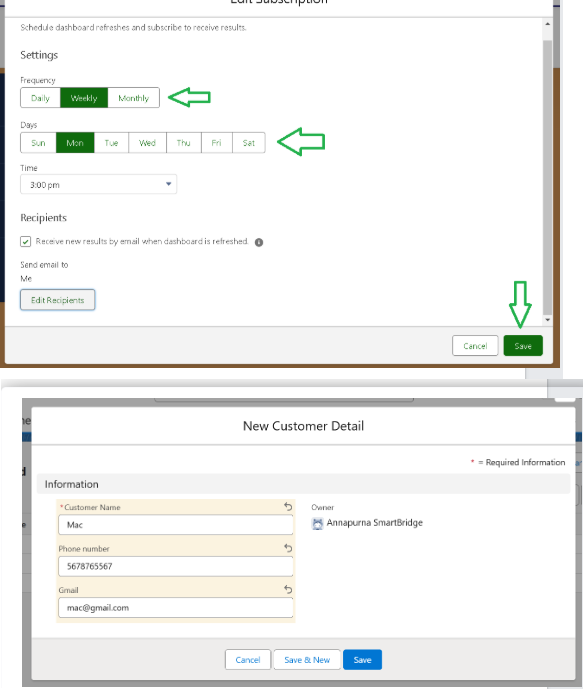 Edit Subscription
Schedule dashboard refreshes and subscribe to receive results.
Settings
Frequency
Daily Weekly Monthly
Days
Sun Mon Tue Wed Thu Fri Sat
Time
3:00 pm
Recipients
Receive new results by email when dashboard is refreshed.
Send email to
Me
Edit Recipients
Cancel Save
New Customer Detail
* = Required Information
Information
*Customer Name
Owner
Mac
Annapurna SmartBridge
Phone number
5678765567
Gmail
mac@gmail.com
Cancel Save & New Save